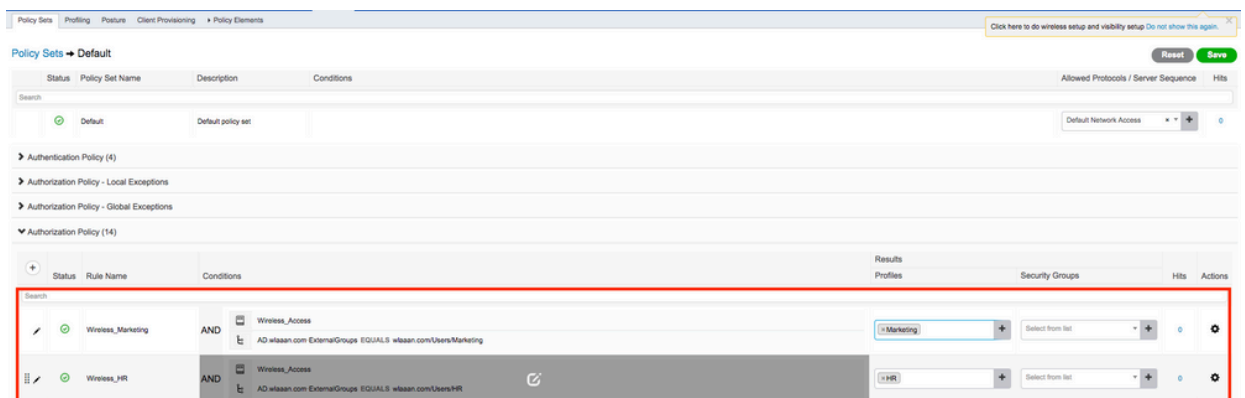 Policy Sets Profiling Posture Client Provisioning Policy Elements
Click here to do wireless setup and visibility setup Do not show this again.
Policy Sets → Default
Reset Save
Status Policy Set Name Description Conditions Allowed Protocols / Server Sequence Hits
Search
Default Default policy set Default Network Access × + 0
Authentication Policy (4)
Authorization Policy - Local Exceptions
Authorization Policy - Global Exceptions
Authorization Policy (14)
Results
+ Status Rule Name Conditions Profiles Security Groups Hits Actions
Search
Wireless_Marketing AND Wireless_Access × Marketing + Select from list + 0
AD.wlaaan.com·ExternalGroups EQUALS wlaaan.com/Users/Marketing
Wireless_HR AND Wireless_Access × HR + Select from list + 0
AD.wlaaan.com·ExternalGroups EQUALS wlaaan.com/Users/HR